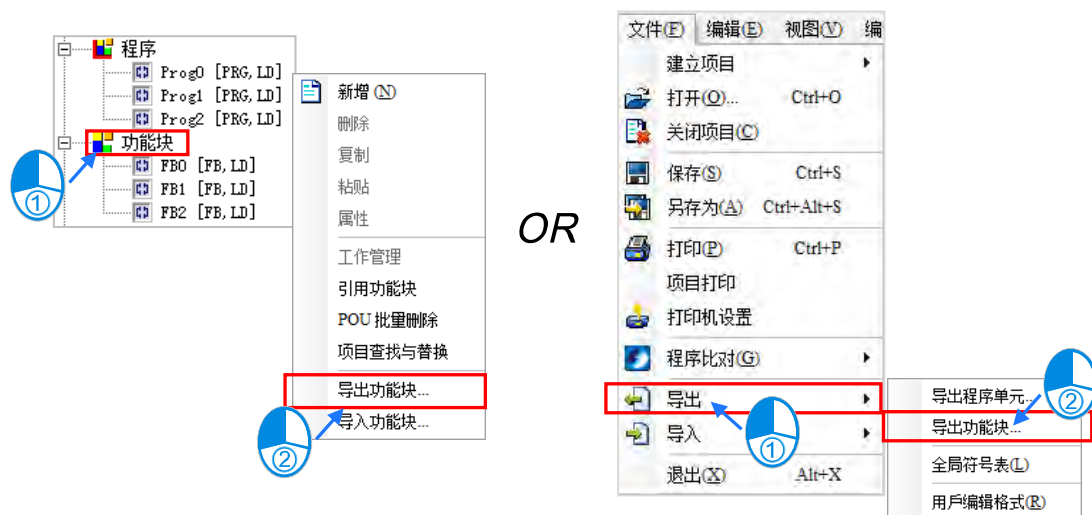 程序
Prog0 [PRG, LD]
Prog1 [PRG, LD]
Prog2 [PRG, LD]
功能块
FB0 [FB, LD]
FB1 [FB, LD]
FB2 [FB, LD]
①
新增(N)
删除
复制
粘贴
属性
工作管理
引用功能块
POU 批量删除
项目查找与替换
导出功能块...
导入功能块...
②
OR
文件(F) 编辑(E) 视图(V) 编
建立项目
打开(O)... Ctrl+O
关闭项目(C)
保存(S) Ctrl+S
另存为(A) Ctrl+Alt+S
打印(P) Ctrl+P
项目打印
打印机设置
程序比对(G)
导出
导入
退出(X) Alt+X
①
导出程序单元...
导出功能块...
全局符号表(L)
用戶编辑格式(R)
②